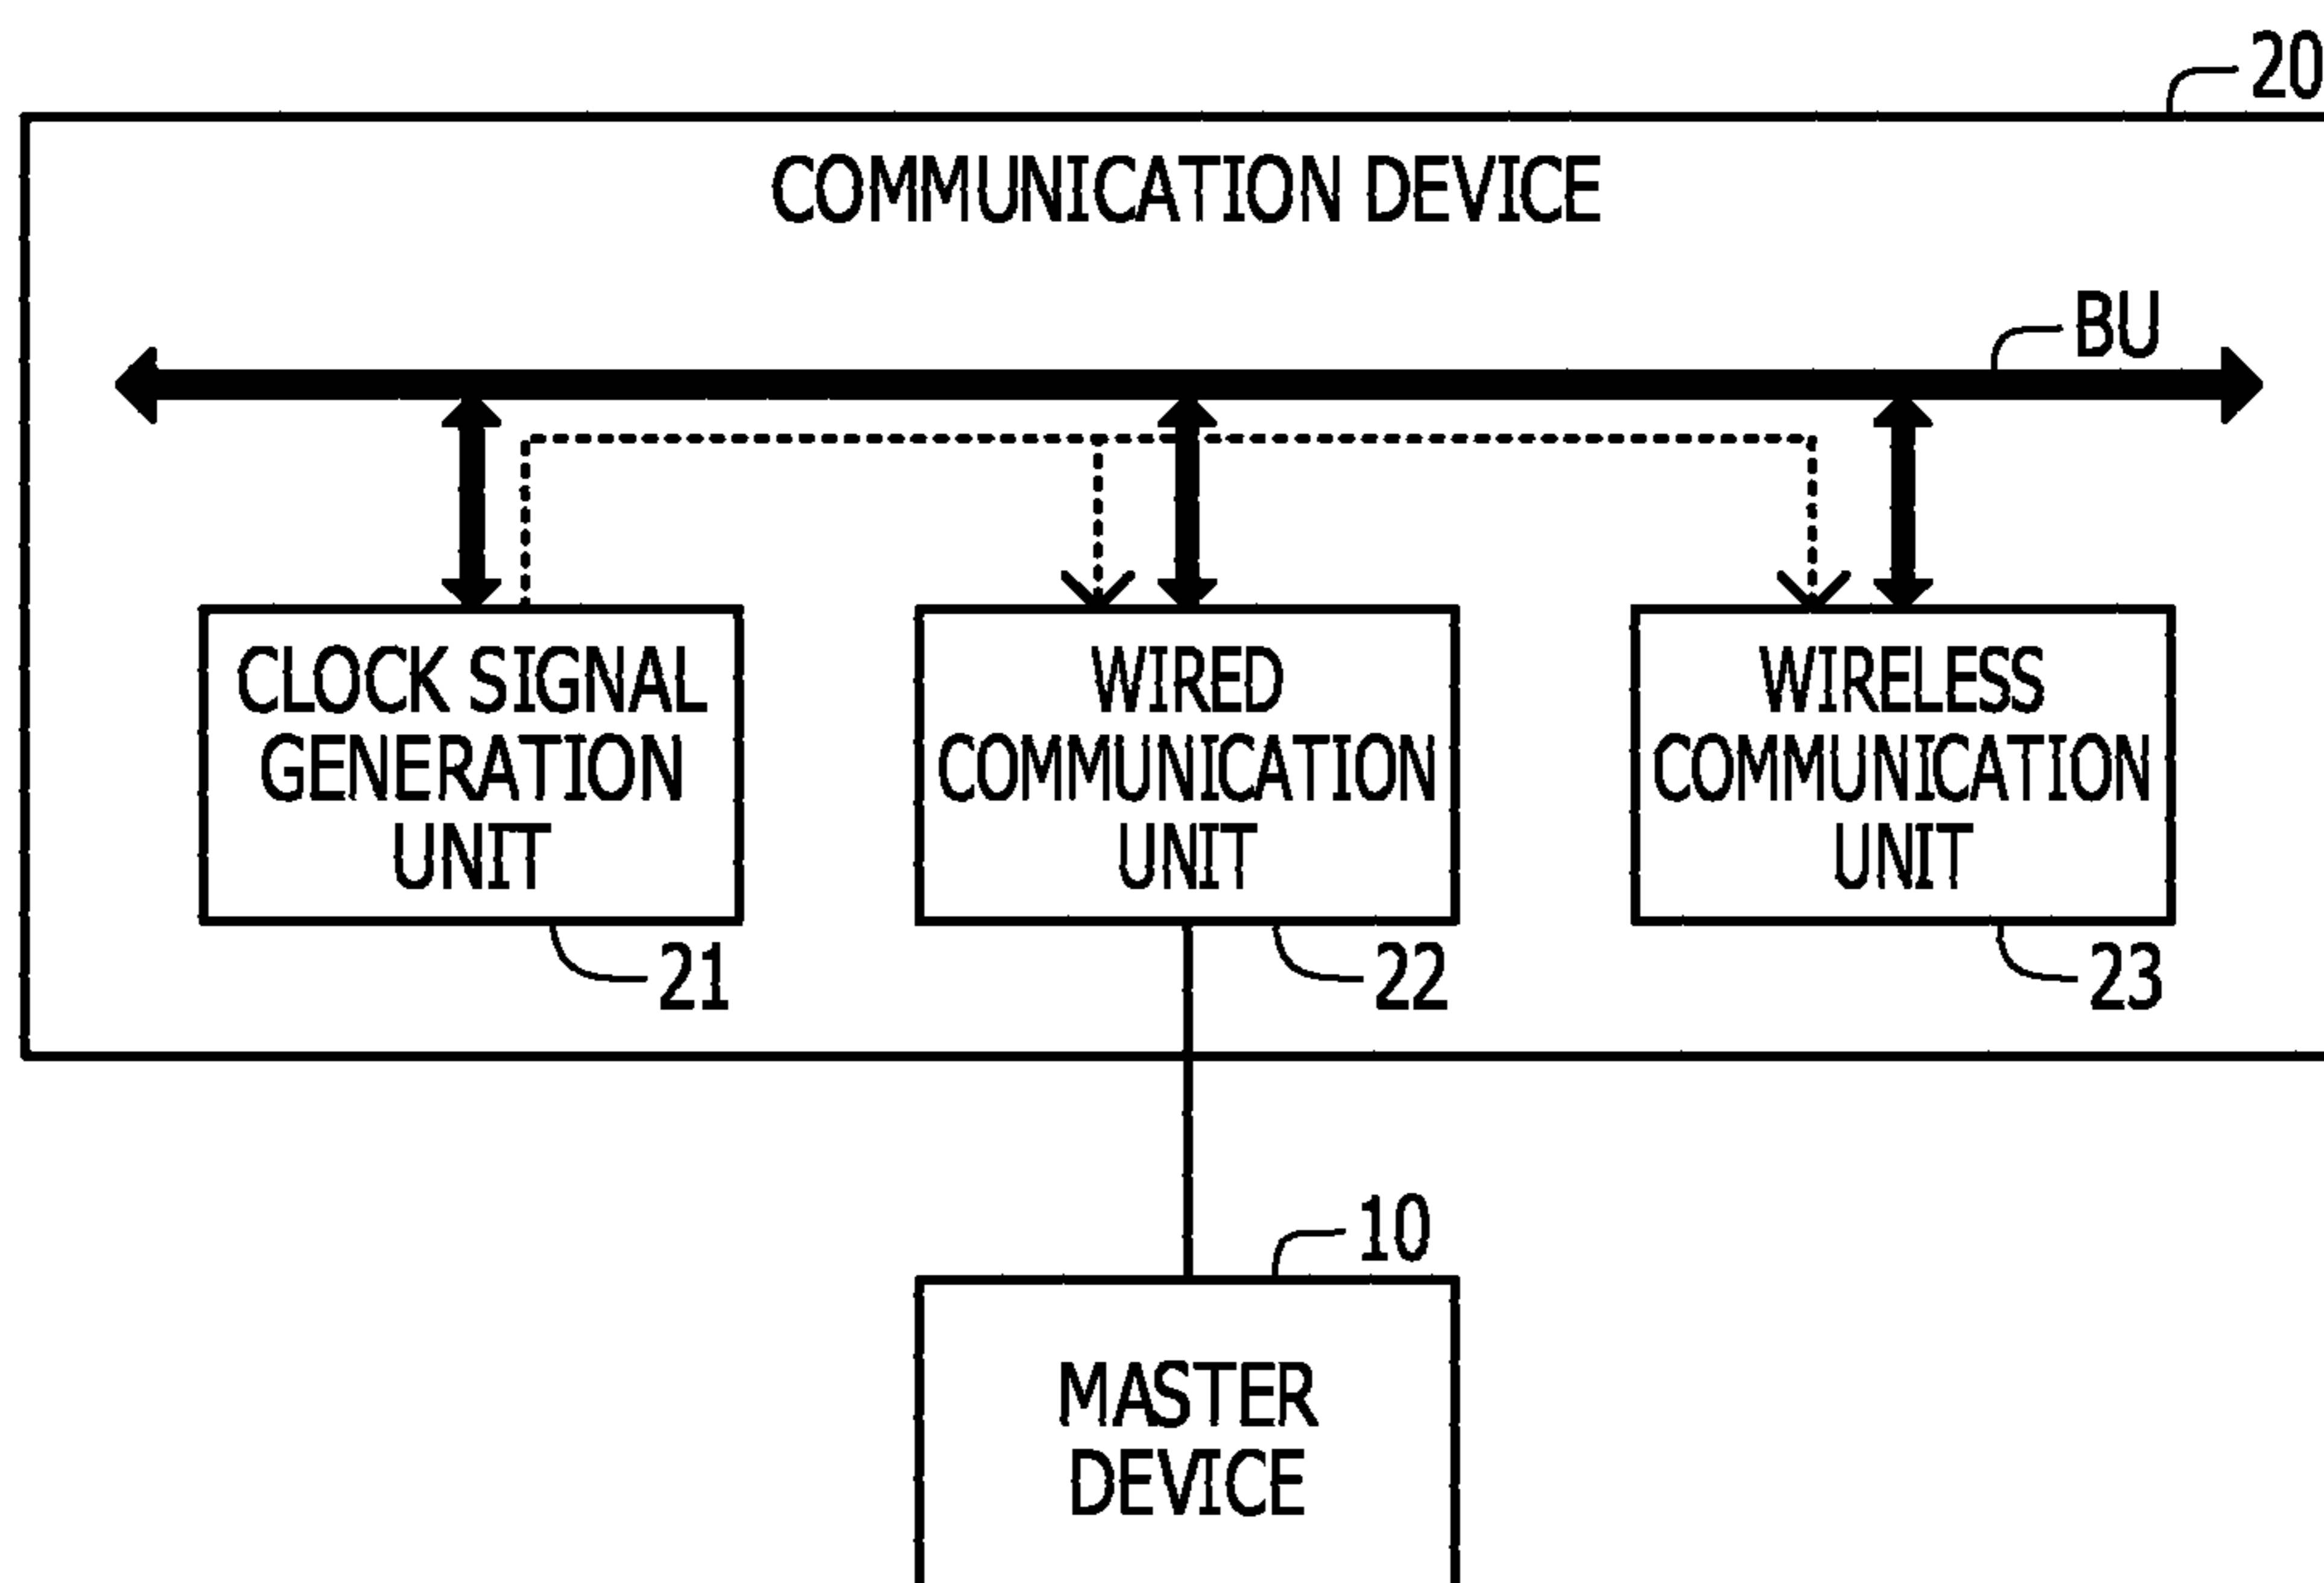 20
COMMUNICATION DEVICE
BU
CLOCK SIGNAL
GENERATION
UNIT
WIRED
COMMUNICATION
UNIT
WIRELESS
COMMUNICATION
UNIT
21
22
23
10
MASTER
DEVICE